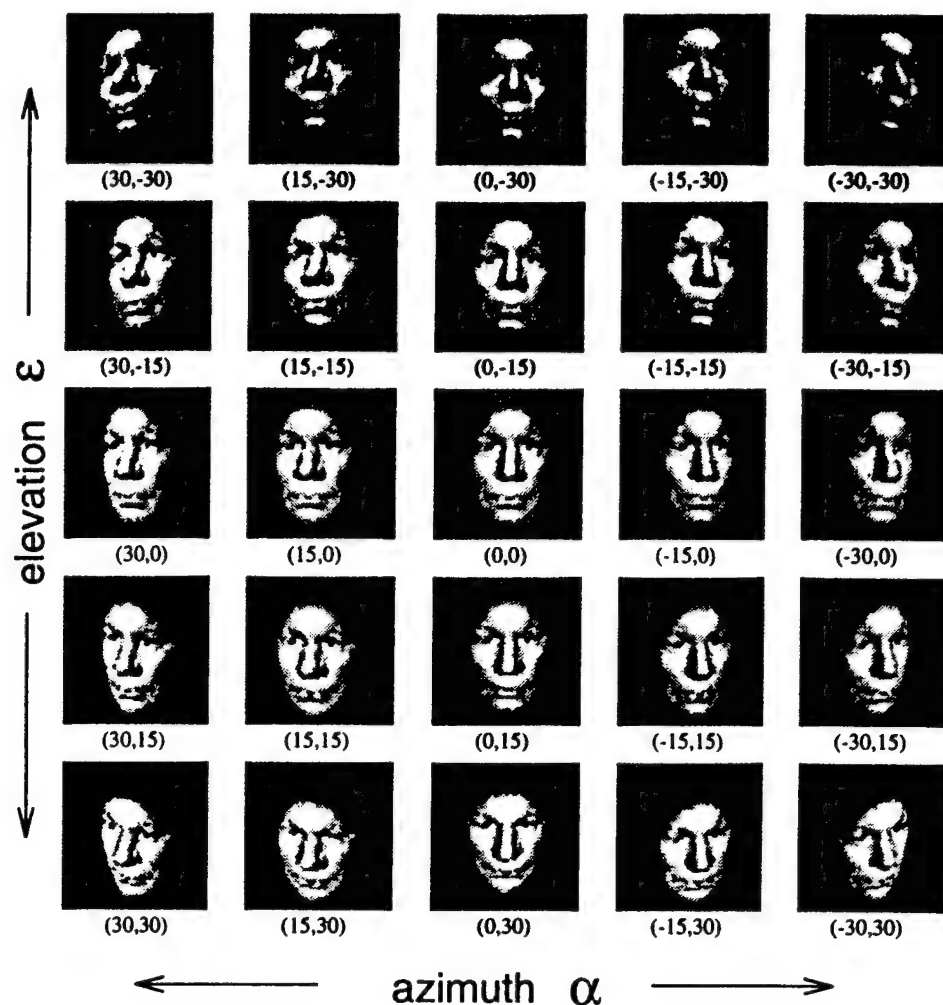 (30,-30) (15,-30) (0,-30) (-15,-30) (-30,-30)
(30,-15) (15,-15) (0,-15) (-15,-15) (-30,-15)
elevation ε
(30,0) (15,0) (0,0) (-15,0) (-30,0)
(30,15) (15,15) (0,15) (-15,15) (-30,15)
(30,30) (15,30) (0,30) (-15,30) (-30,30)
azimuth α